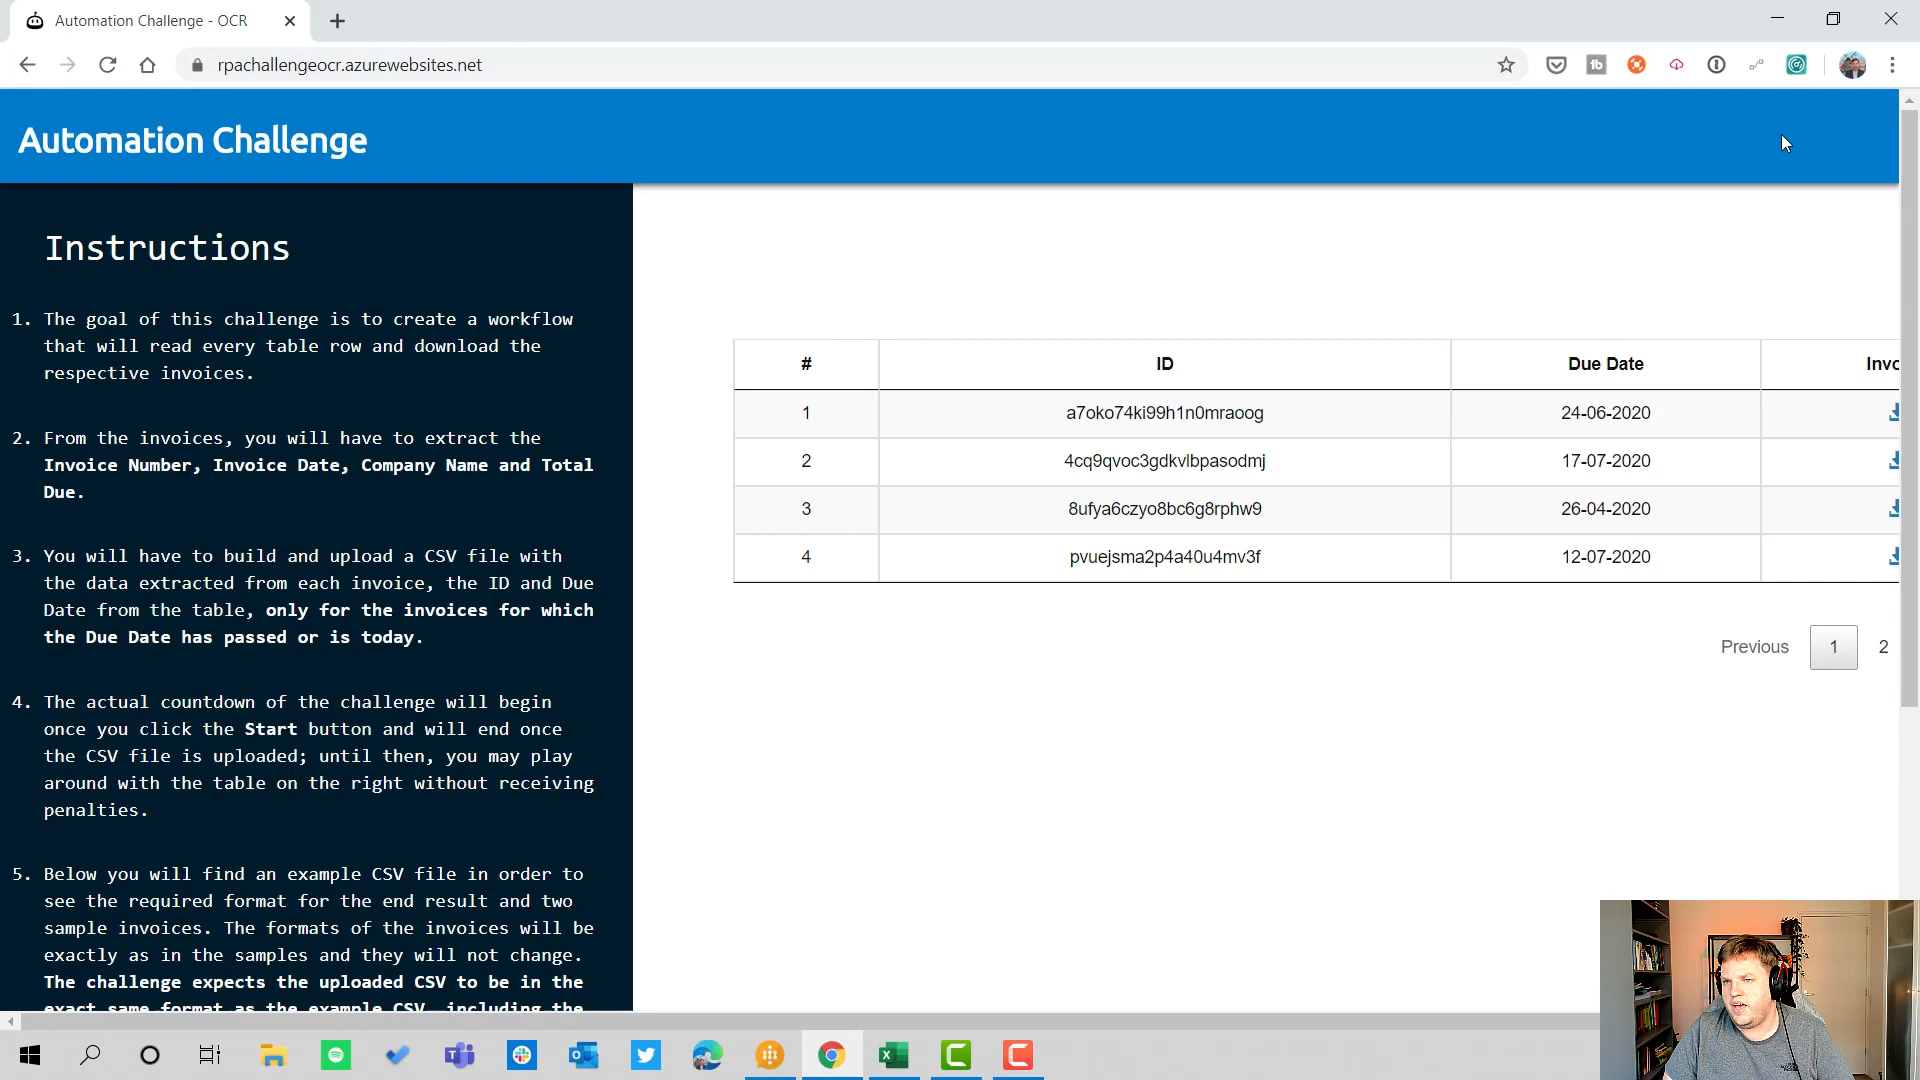 Automation Challenge - OCR
rpachallengeocr.azurewebsites.net
Automation Challenge
Instructions
1. The goal of this challenge is to create a workflow
that will read every table row and download the
respective invoices.
2. From the invoices, you will have to extract the
Invoice Number, Invoice Date, Company Name and Total
Due.
3. You will have to build and upload a CSV file with
the data extracted from each invoice, the ID and Due
Date from the table, only for the invoices for which
the Due Date has passed or is today.
4. The actual countdown of the challenge will begin
once you click the Start button and will end once
the CSV file is uploaded; until then, you may play
around with the table on the right without receiving
penalties.
5. Below you will find an example CSV file in order to
see the required format for the end result and two
sample invoices. The formats of the invoices will be
exactly as in the samples and they will not change.
The challenge expects the uploaded CSV to be in the
exact same format as the example CSV, including the
# ID Due Date Invo
1 a7oko74ki99h1n0mraoog 24-06-2020
2 4cq9qvoc3gdkvlbpasodmj 17-07-2020
3 8ufya6czyo8bc6g8rphw9 26-04-2020
4 pvuejsma2p4a40u4mv3f 12-07-2020
Previous 1 2